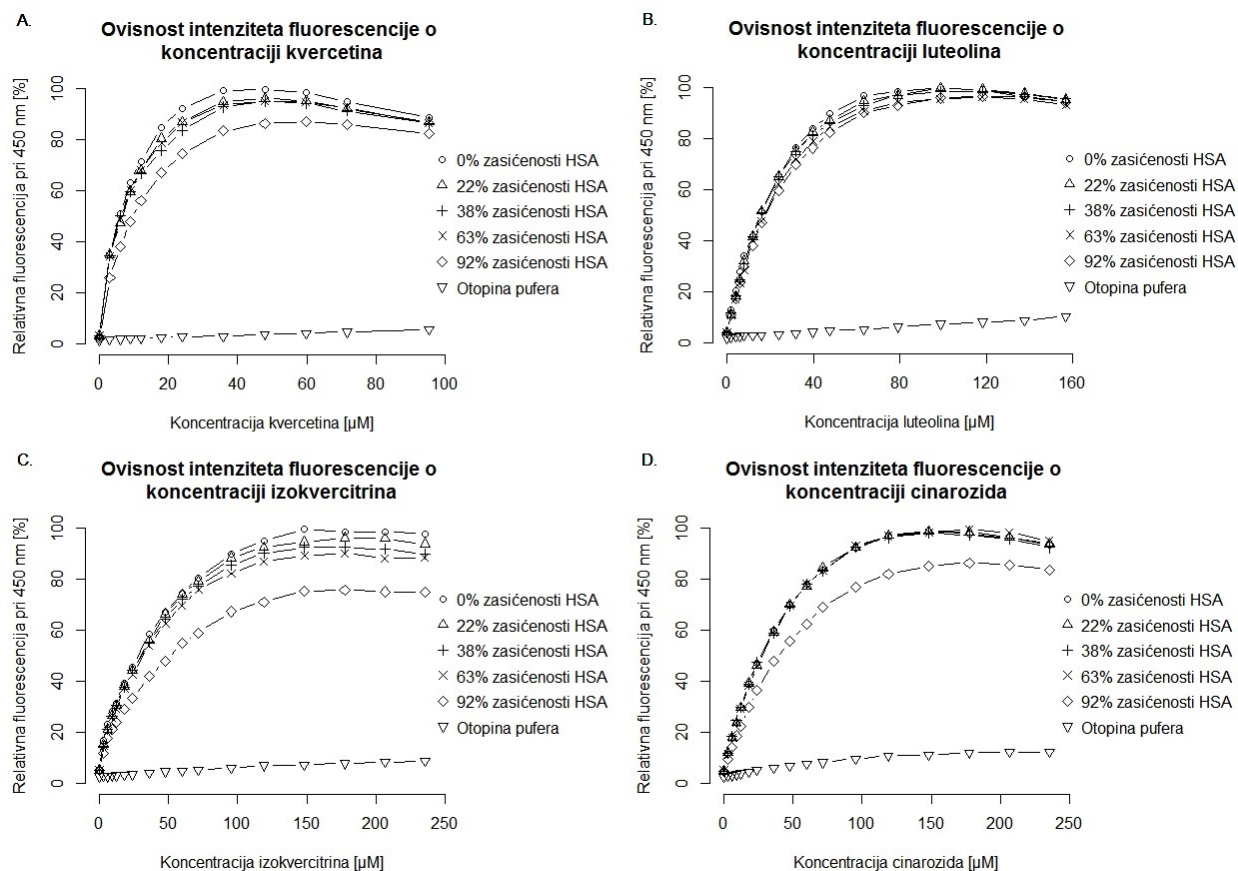 A.
Ovisnost intenziteta fluorescencije o
koncentraciji kvercetina
Relativna fluorescencija pri 450 nm [%]
100
80
60
40
20
0
0 20 40 60 80 100
Koncentracija kvercetina [µM]
0% zasićenosti HSA
22% zasićenosti HSA
38% zasićenosti HSA
63% zasićenosti HSA
92% zasićenosti HSA
Otopina pufera
B.
Ovisnost intenziteta fluorescencije o
koncentraciji luteolina
Relativna fluorescencija pri 450 nm [%]
100
80
60
40
20
0
0 40 80 120 160
Koncentracija luteolina [µM]
0% zasićenosti HSA
22% zasićenosti HSA
38% zasićenosti HSA
63% zasićenosti HSA
92% zasićenosti HSA
Otopina pufera
C.
Ovisnost intenziteta fluorescencije o
koncentraciji izokvercitrina
Relativna fluorescencija pri 450 nm [%]
100
80
60
40
20
0
0 50 100 150 200 250
Koncentracija izokvercitrina [µM]
0% zasićenosti HSA
22% zasićenosti HSA
38% zasićenosti HSA
63% zasićenosti HSA
92% zasićenosti HSA
Otopina pufera
D.
Ovisnost intenziteta fluorescencije o
koncentraciji cinarozida
Relativna fluorescencija pri 450 nm [%]
100
80
60
40
20
0
0 50 100 150 200 250
Koncentracija cinarozida [µM]
0% zasićenosti HSA
22% zasićenosti HSA
38% zasićenosti HSA
63% zasićenosti HSA
92% zasićenosti HSA
Otopina pufera